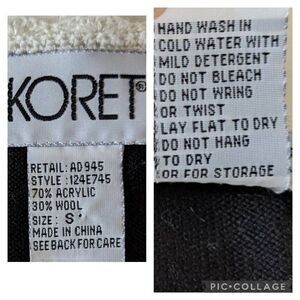 KORET®
RETAIL: AD945
STYLE: 124E745
70% ACRYLIC
30% WOOL
SIZE: S
MADE IN CHINA
SEE BACK FOR CARE
HAND WASH IN
COLD WATER WITH
MILD DETERGENT
DO NOT BLEACH
DO NOT WRING
OR TWIST
LAY FLAT TO DRY
DO NOT HANG
TO DRY
OR FOR STORAGE
PIC•COLLAGE